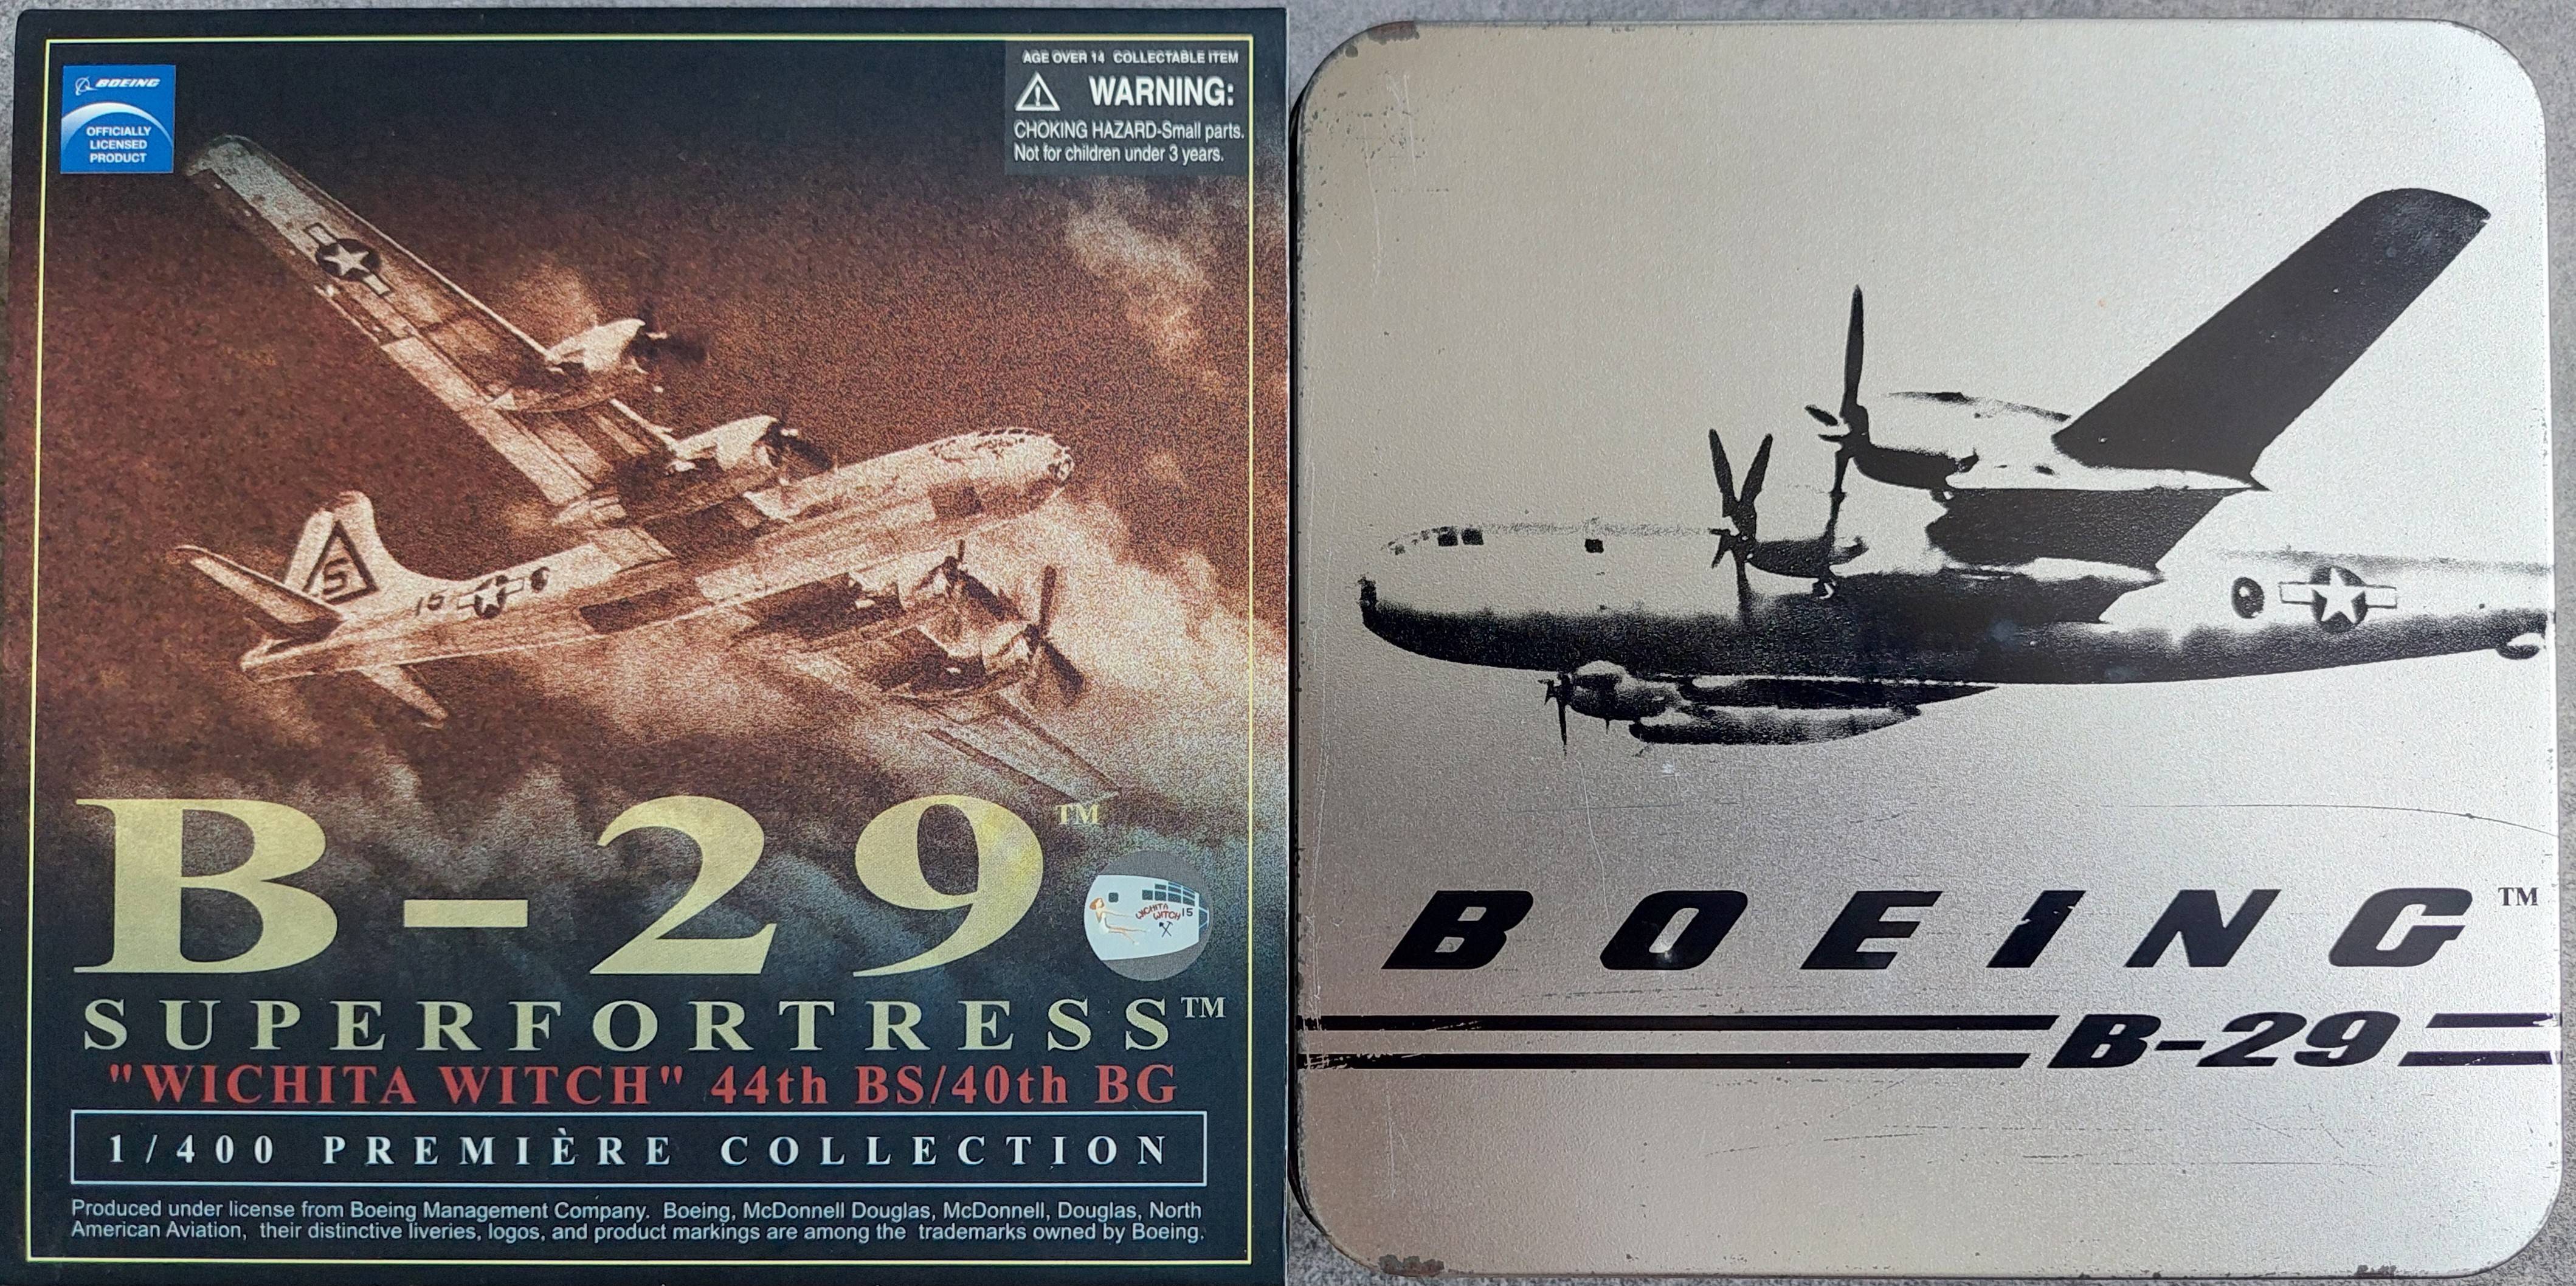 BOEING
OFFICIALLY
LICENSED
PRODUCT
AGE OVER 14 COLLECTABLE ITEM
WARNING:
CHOKING HAZARD-Small parts.
Not for children under 3 years.
S
15
B-29™
WICHITA
WITCH 15
SUPERFORTRESS™
"WICHITA WITCH" 44th BS/40th BG
1/400 PREMIÈRE COLLECTION
Produced under license from Boeing Management Company. Boeing, McDonnell Douglas, McDonnell, Douglas, North
American Aviation, their distinctive liveries, logos, and product markings are among the trademarks owned by Boeing.
BOEING™
B-29